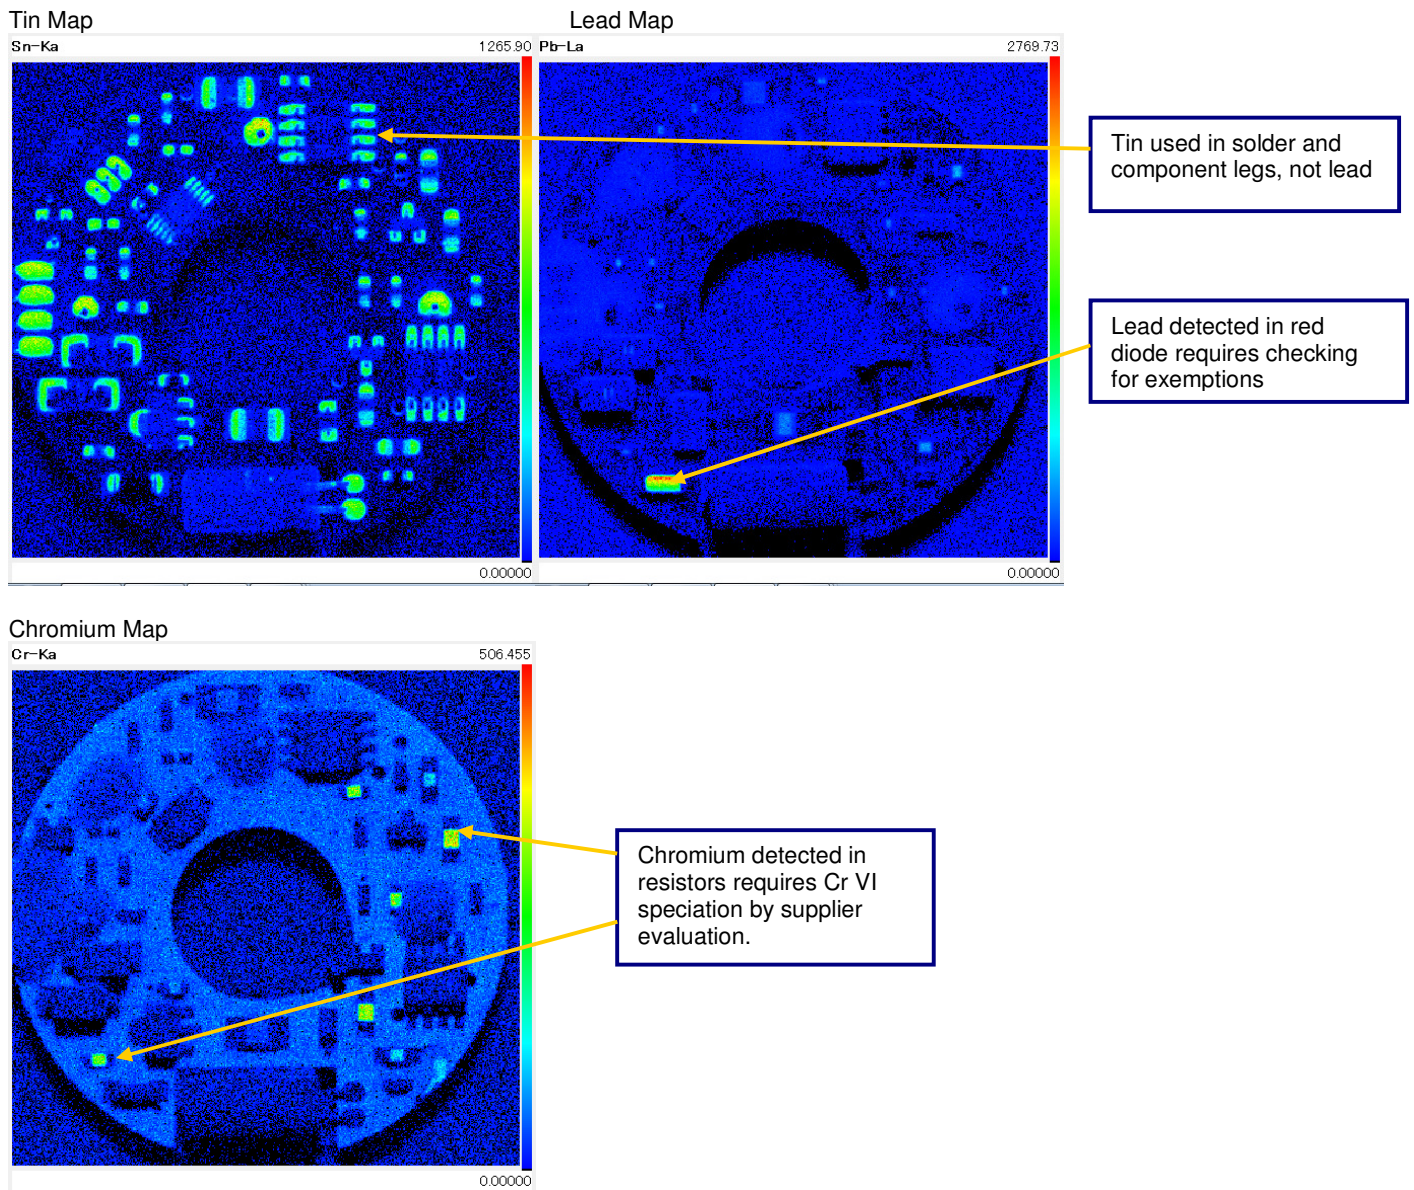 Tin Map
Lead Map
Sn-Ka
1265.90
Pb-La
2769.73
Tin used in solder and
component legs, not lead
Lead detected in red
diode requires checking
for exemptions
0.00000
0.00000
Chromium Map
Cr-Ka
506.455
Chromium detected in
resistors requires Cr VI
speciation by supplier
evaluation.
0.00000